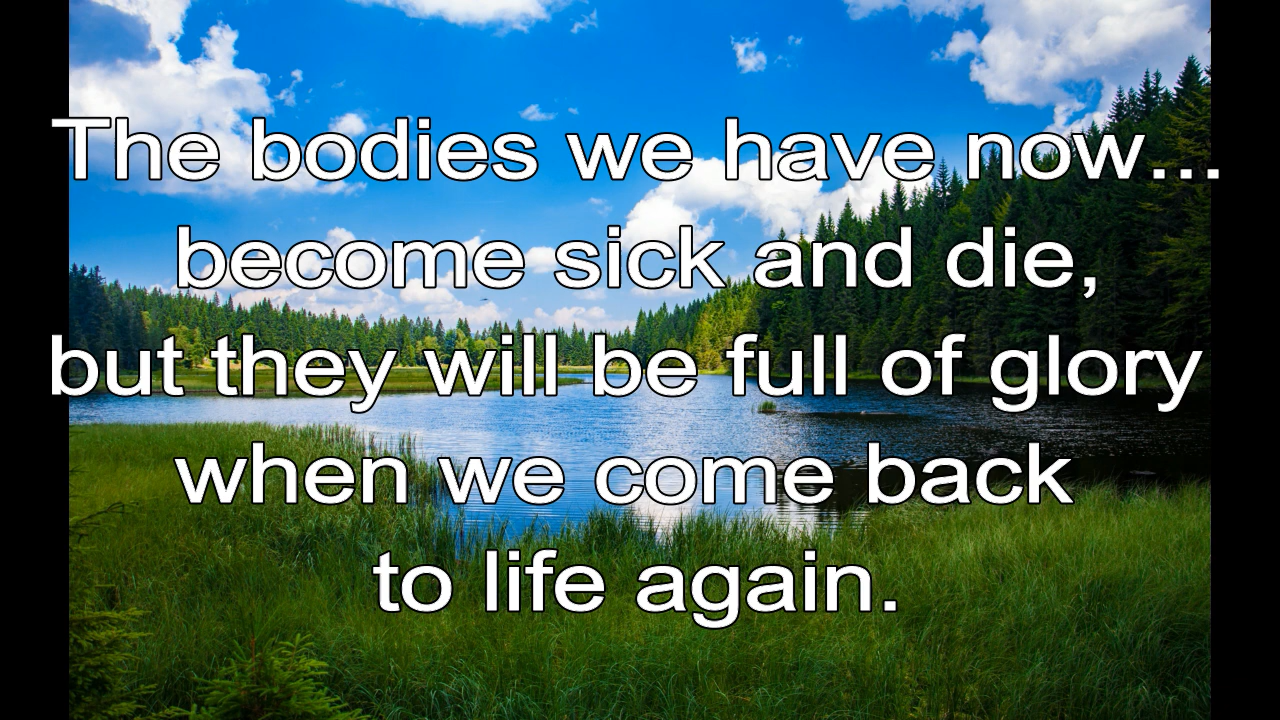 The bodies we have now...
become sick and die,
but they will be full of glory
when we come back
to life again.